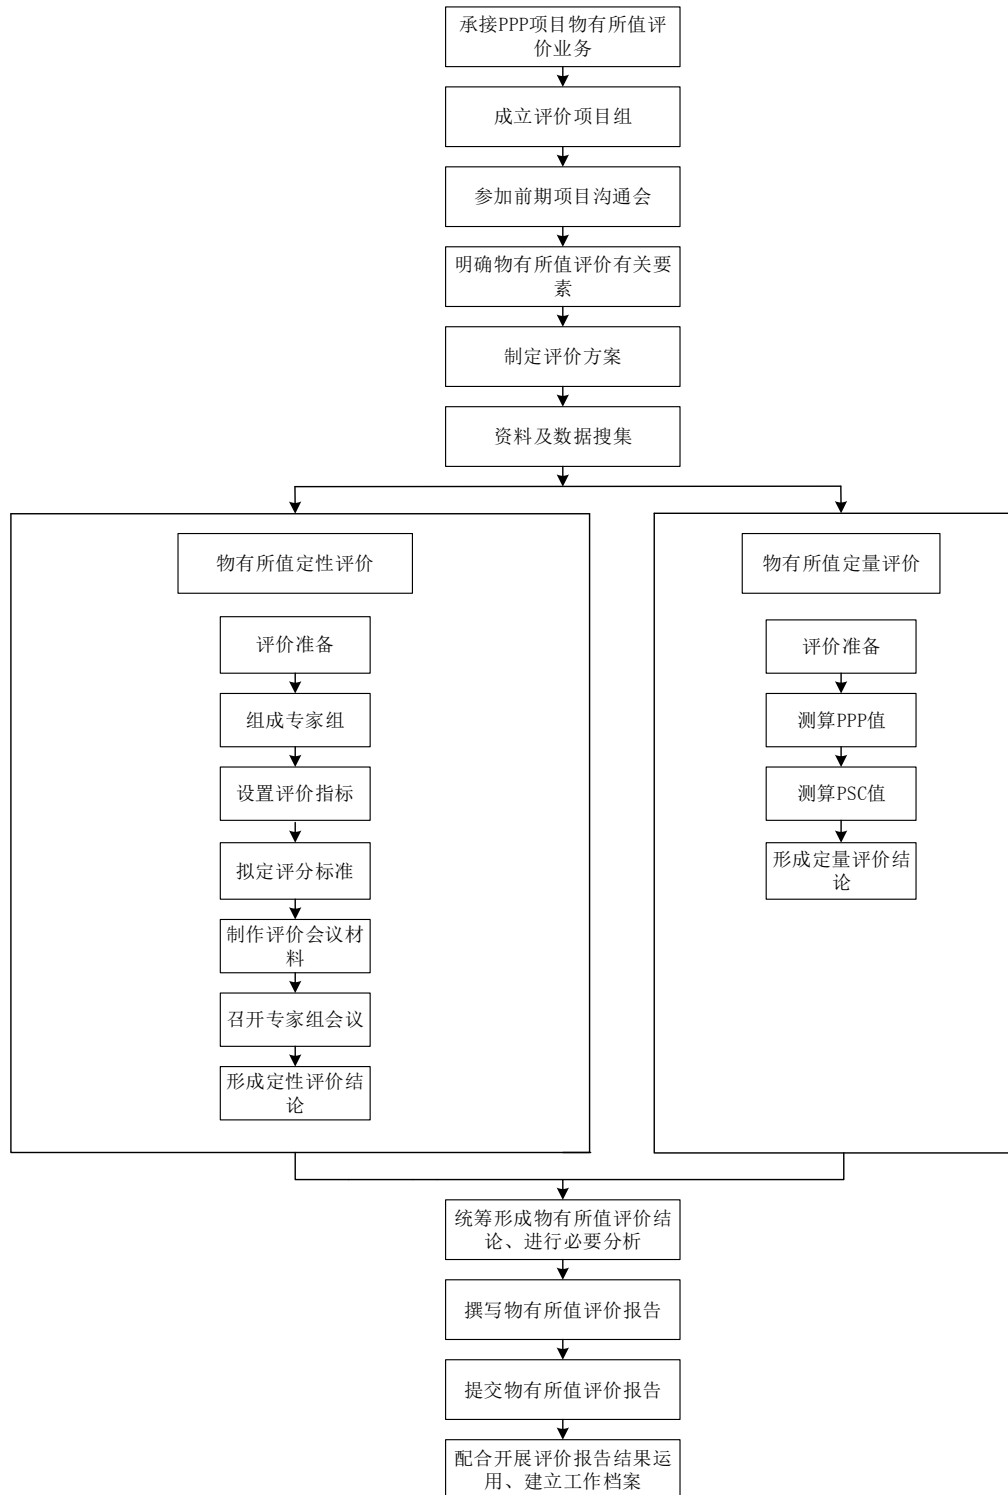 承接PPP项目物有所值评
价业务
成立评价项目组
参加前期项目沟通会
明确物有所值评价有关要
素
制定评价方案
资料及数据搜集
物有所值定性评价
评价准备
组成专家组
设置评价指标
拟定评分标准
制作评价会议材
料
召开专家组会议
形成定性评价结
论
物有所值定量评价
评价准备
测算PPP值
测算PSC值
形成定量评价结
论
统筹形成物有所值评价结
论、进行必要分析
撰写物有所值评价报告
提交物有所值评价报告
配合开展评价报告结果运
用、建立工作档案